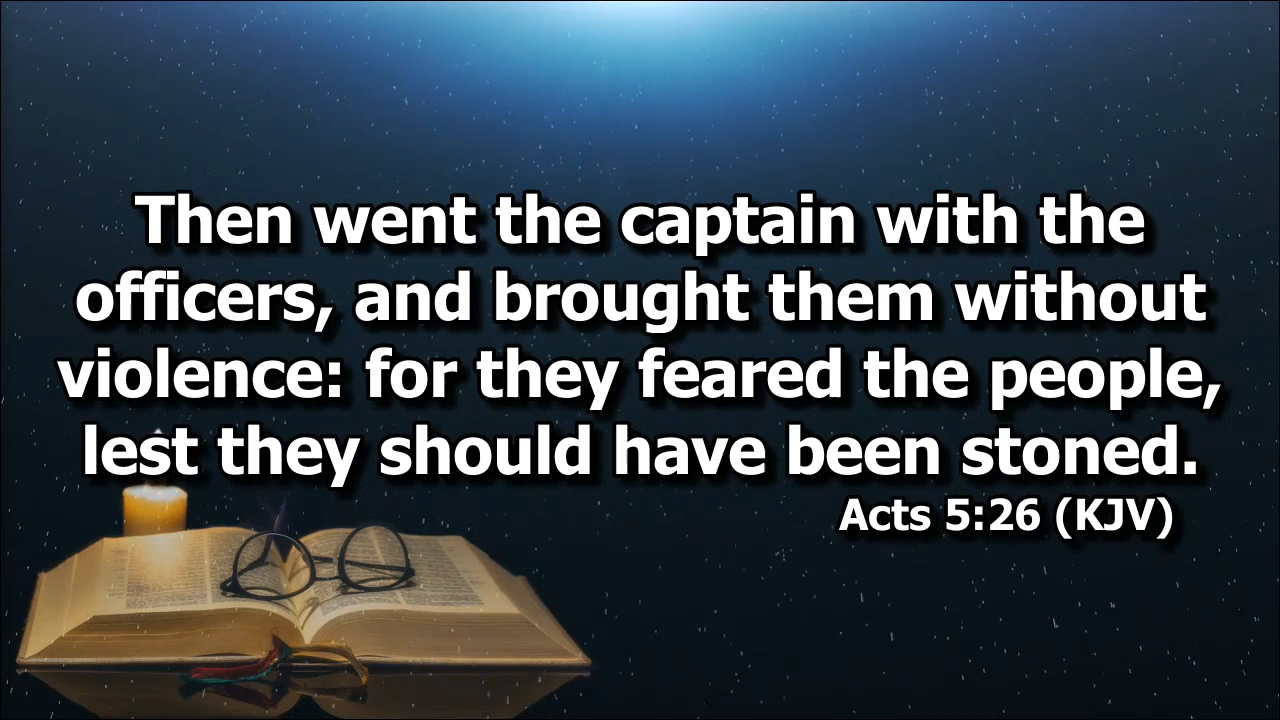 Then went the captain with the
officers, and brought them without
violence: for they feared the people,
lest they should have been stoned.
Acts 5:26 (KJV)